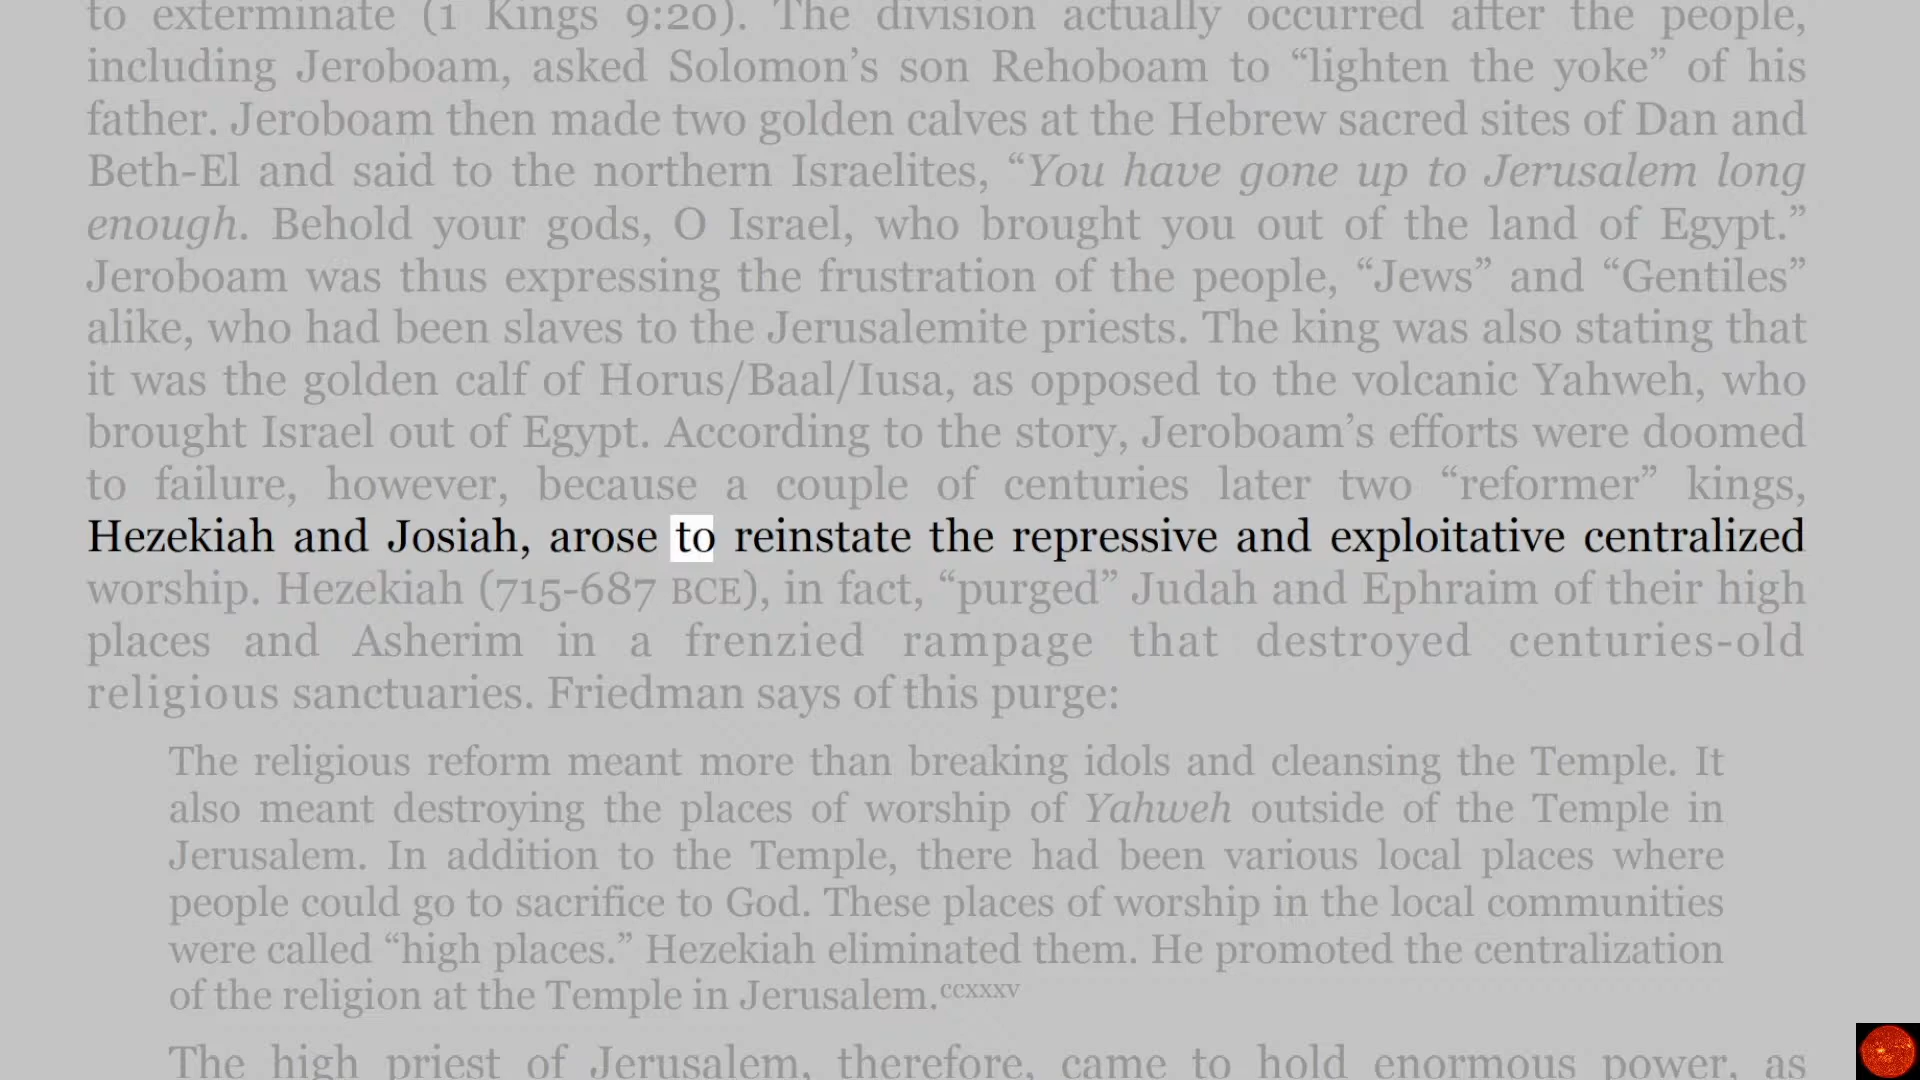 to exterminate (1 Kings 9:20). The division actually occurred after the people,
including Jeroboam, asked Solomon’s son Rehoboam to “lighten the yoke” of his
father. Jeroboam then made two golden calves at the Hebrew sacred sites of Dan and
Beth-El and said to the northern Israelites, “You have gone up to Jerusalem long
enough. Behold your gods, O Israel, who brought you out of the land of Egypt.”
Jeroboam was thus expressing the frustration of the people, “Jews” and “Gentiles”
alike, who had been slaves to the Jerusalemite priests. The king was also stating that
it was the golden calf of Horus/Baal/Iusa, as opposed to the volcanic Yahweh, who
brought Israel out of Egypt. According to the story, Jeroboam’s efforts were doomed
to failure, however, because a couple of centuries later two “reformer” kings,
Hezekiah and Josiah, arose to reinstate the repressive and exploitative centralized
worship. Hezekiah (715-687 BCE), in fact, “purged” Judah and Ephraim of their high
places and Asherim in a frenzied rampage that destroyed centuries-old
religious sanctuaries. Friedman says of this purge:
The religious reform meant more than breaking idols and cleansing the Temple. It
also meant destroying the places of worship of Yahweh outside of the Temple in
Jerusalem. In addition to the Temple, there had been various local places where
people could go to sacrifice to God. These places of worship in the local communities
were called “high places.” Hezekiah eliminated them. He promoted the centralization
of the religion at the Temple in Jerusalem.ccxxxv
The high priest of Jerusalem, therefore, came to hold enormous power, as